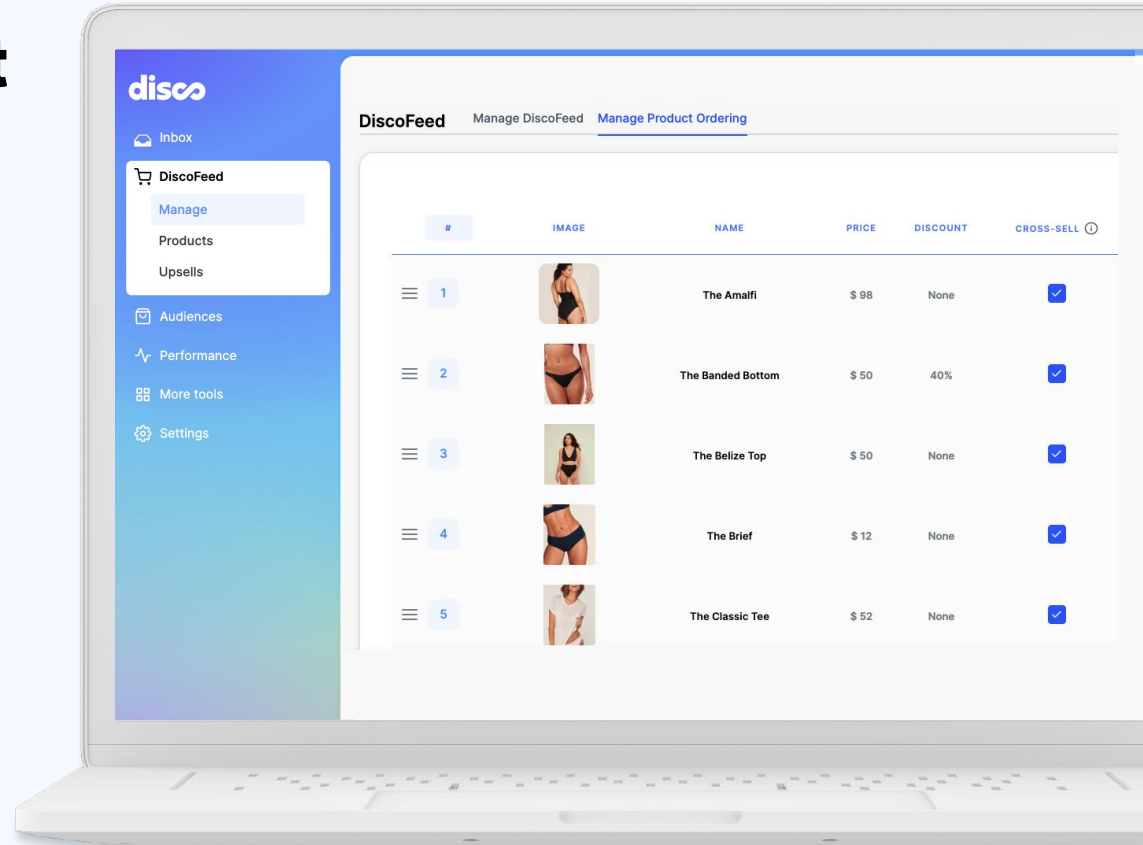 t
disco
Inbox
DiscoFeed
Manage
Products
Upsells
Audiences
Performance
More tools
Settings
DiscoFeed Manage DiscoFeed Manage Product Ordering
# IMAGE NAME PRICE DISCOUNT CROSS-SELL
1 The Amalfi $ 98 None
2 The Banded Bottom $ 50 40%
3 The Belize Top $ 50 None
4 The Brief $ 12 None
5 The Classic Tee $ 52 None